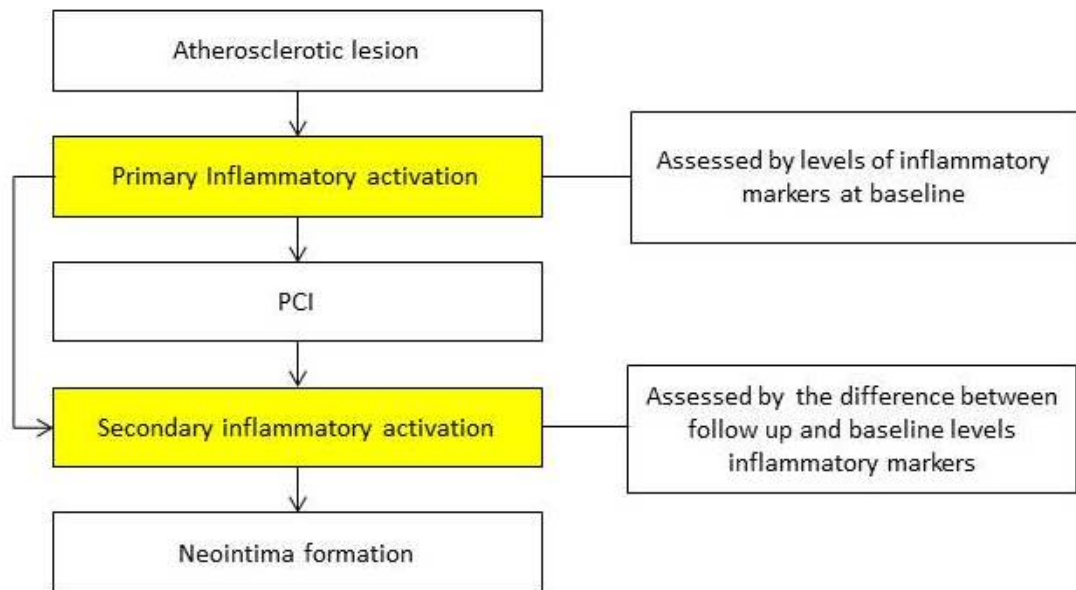 Atherosclerotic lesion
Primary Inflammatory activation
Assessed by levels of inflammatory
markers at baseline
PCI
Secondary inflammatory activation
Assessed by the difference between
follow up and baseline levels
inflammatory markers
Neointima formation